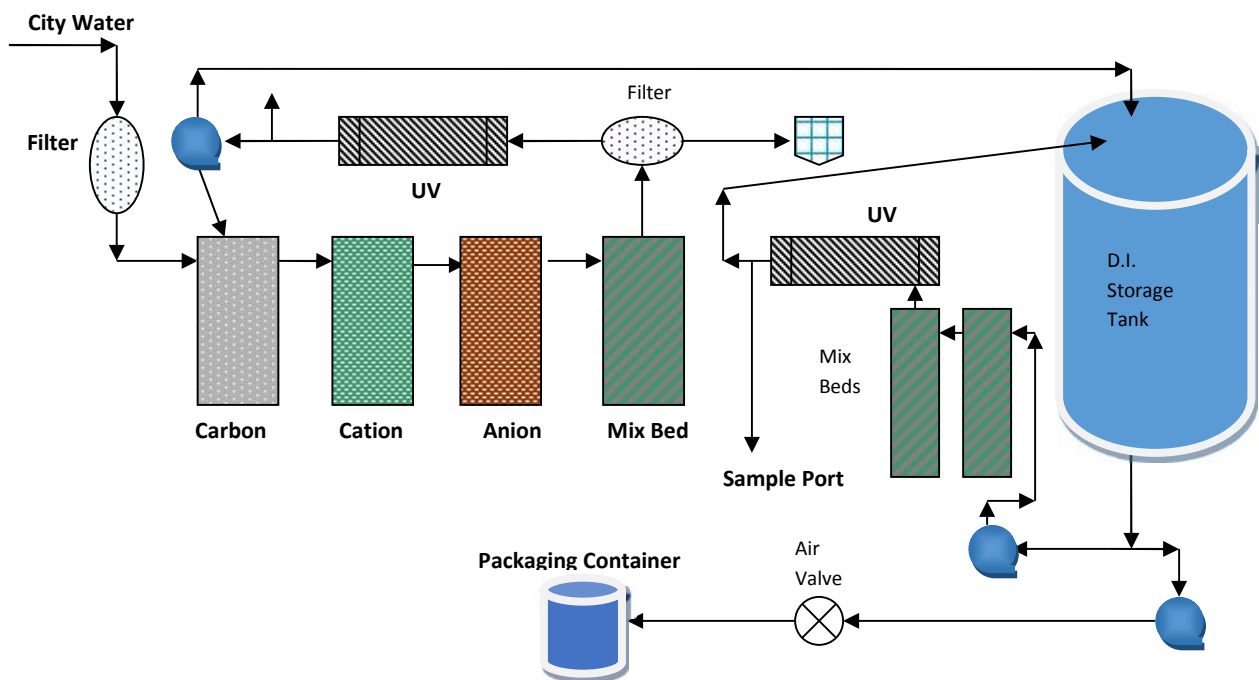 City Water
Filter
Filter
UV
UV
D.I.
Storage
Tank
Mix
Beds
Carbon
Cation
Anion
Mix Bed
Sample Port
Packaging Container
Air
Valve